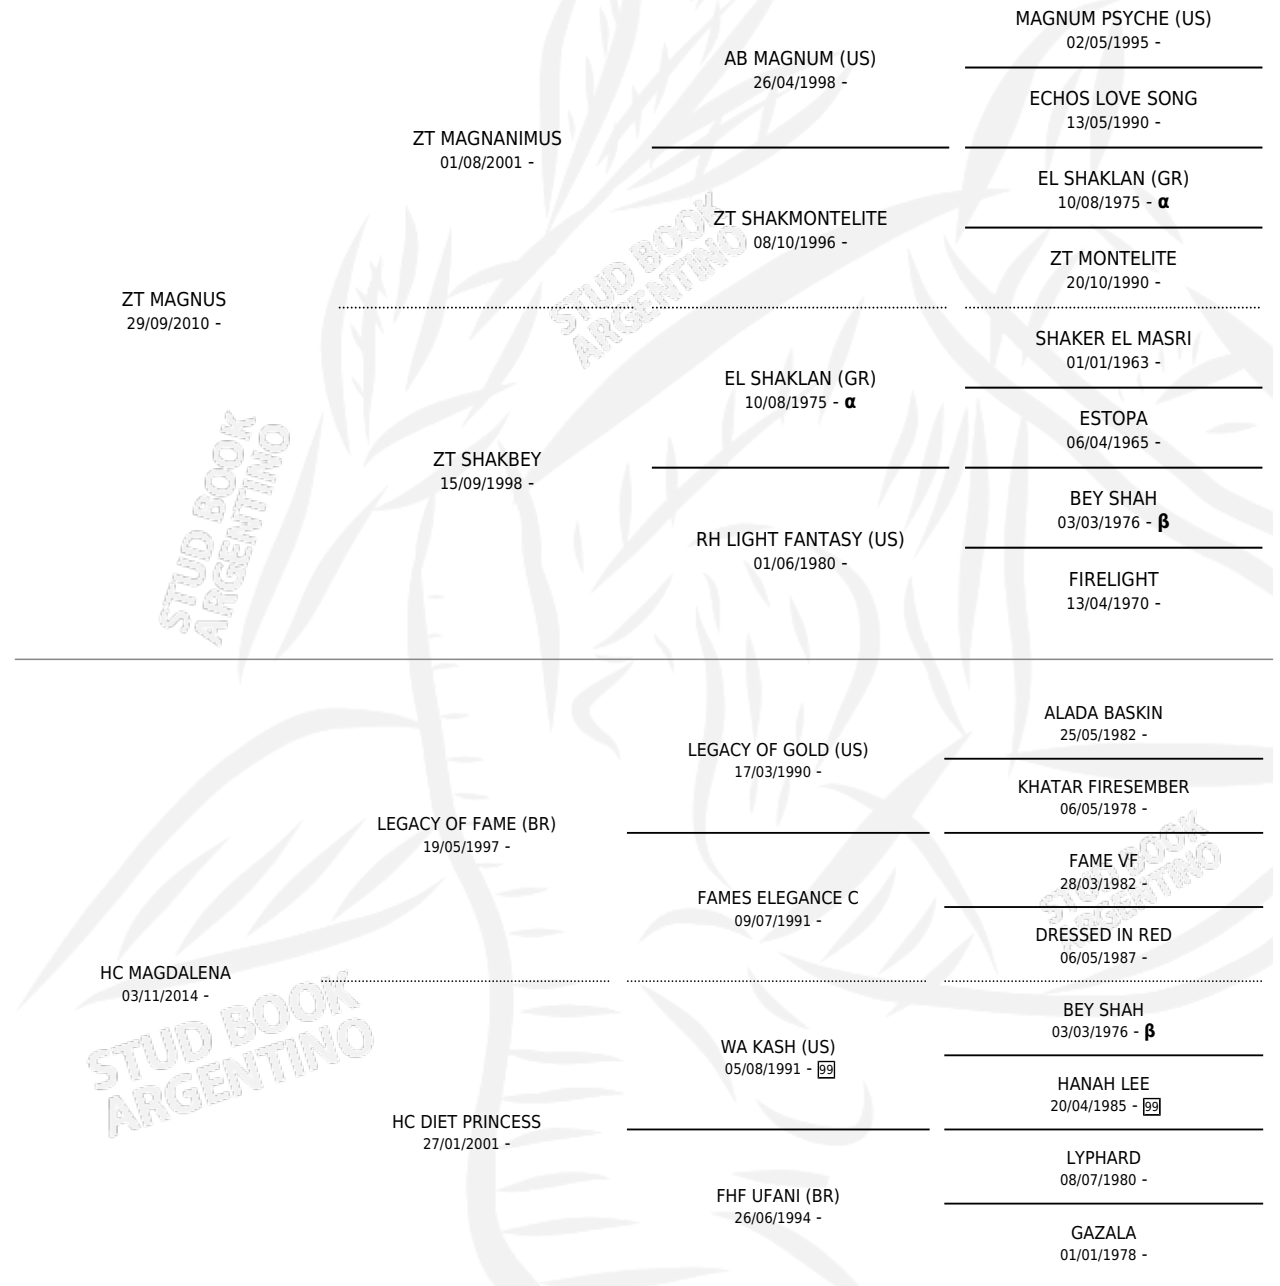 MAGNUM PSYCHE (US)
02/05/1995 -
AB MAGNUM (US)
26/04/1998 -
ECHOS LOVE SONG
13/05/1990 -
ZT MAGNANIMUS
01/08/2001 -
EL SHAKLAN (GR)
10/08/1975 - α
ZT SHAKMONTELITE
08/10/1996 -
ZT MONTELITE
20/10/1990 -
ZT MAGNUS
29/09/2010 -
SHAKER EL MASRI
01/01/1963 -
EL SHAKLAN (GR)
10/08/1975 - α
ESTOPA
06/04/1965 -
ZT SHAKBEY
15/09/1998 -
BEY SHAH
03/03/1976 - β
RH LIGHT FANTASY (US)
01/06/1980 -
FIRELIGHT
13/04/1970 -
ALADA BASKIN
25/05/1982 -
LEGACY OF GOLD (US)
17/03/1990 -
KHATAR FIRESEMBER
06/05/1978 -
LEGACY OF FAME (BR)
19/05/1997 -
FAME VF
28/03/1982 -
FAMES ELEGANCE C
09/07/1991 -
DRESSED IN RED
06/05/1987 -
HC MAGDALENA
03/11/2014 -
BEY SHAH
03/03/1976 - β
WA KASH (US)
05/08/1991 - 99
HANAH LEE
20/04/1985 - 99
HC DIET PRINCESS
27/01/2001 -
LYPHARD
08/07/1980 -
FHF UFANI (BR)
26/06/1994 -
GAZALA
01/01/1978 -
STUD BOOK
ARGENTINO
STUD BOOK
ARGENTINO
STUD BOOK
ARGENTINO
STUD BOOK
ARGENTINO